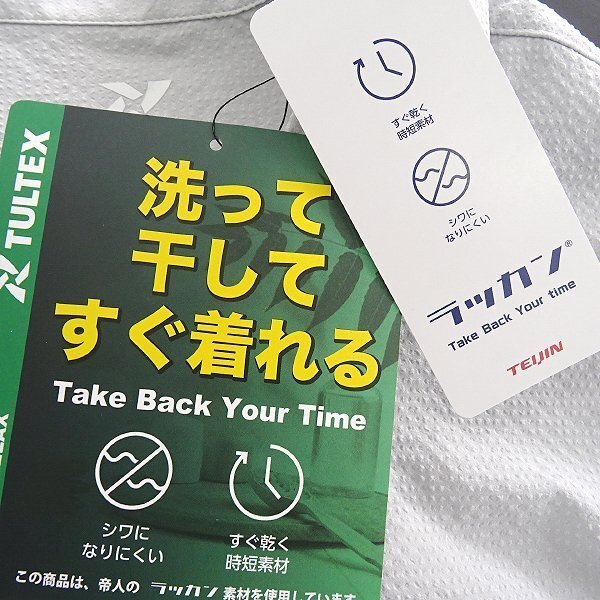 TULTEX
洗って
干して
すぐ着れる
Take Back Your Time
シワに
なりにくい
すぐ乾く
時短素材
この商品は、帝人の ラッカン 素材を使用しています
すぐ乾く
時短素材
シワに
なりにくい
ラッカン®
Take Back Your time
TEIJIN